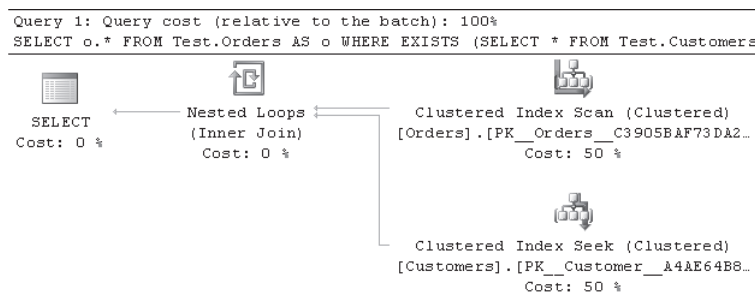 Query 1: Query cost (relative to the batch): 100%
SELECT o.* FROM Test.Orders AS o WHERE EXISTS (SELECT * FROM Test.Customers
SELECT
Cost: 0 %
Nested Loops
(Inner Join)
Cost: 0 %
Clustered Index Scan (Clustered)
[Orders].[PK__Orders__C3905BAF73DA2…
Cost: 50 %
Clustered Index Seek (Clustered)
[Customers].[PK__Customer__A4AE64B8…
Cost: 50 %